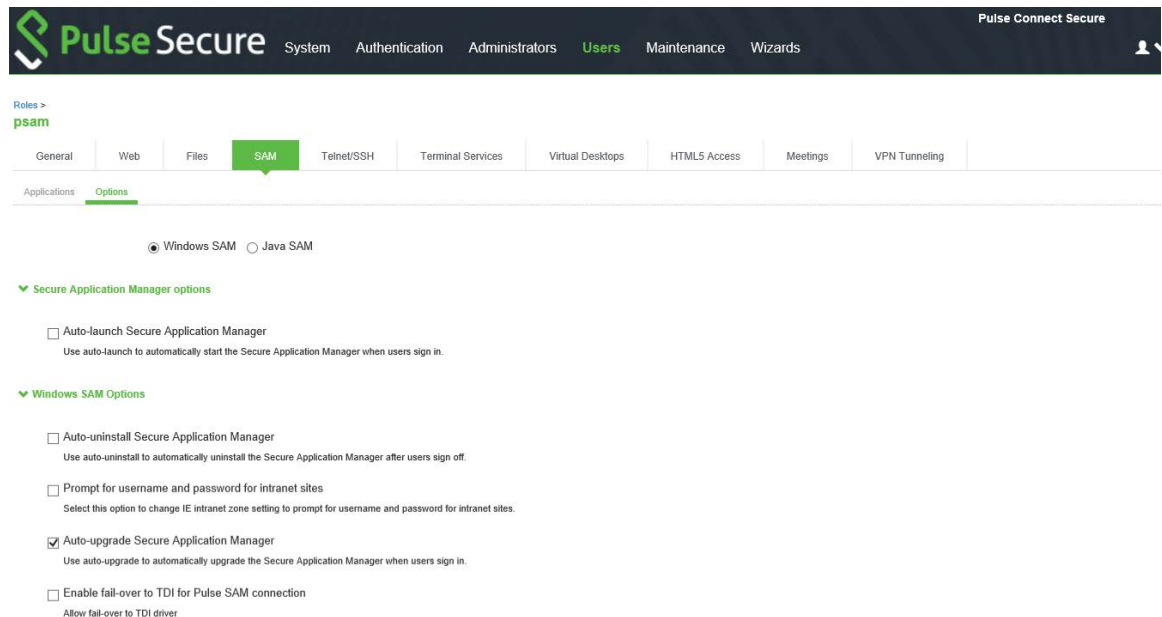 Pulse Connect Secure
Pulse Secure System Authentication Administrators Users Maintenance Wizards
Roles >
psam
General Web Files SAM Telnet/SSH Terminal Services Virtual Desktops HTML5 Access Meetings VPN Tunneling
Applications Options
Windows SAM Java SAM
Secure Application Manager options
Auto-launch Secure Application Manager
Use auto-launch to automatically start the Secure Application Manager when users sign in.
Windows SAM Options
Auto-uninstall Secure Application Manager
Use auto-uninstall to automatically uninstall the Secure Application Manager after users sign off.
Prompt for username and password for intranet sites
Select this option to change IE intranet zone setting to prompt for username and password for intranet sites.
Auto-upgrade Secure Application Manager
Use auto-upgrade to automatically upgrade the Secure Application Manager when users sign in.
Enable fail-over to TDI for Pulse SAM connection
Allow fail-over to TDI driver